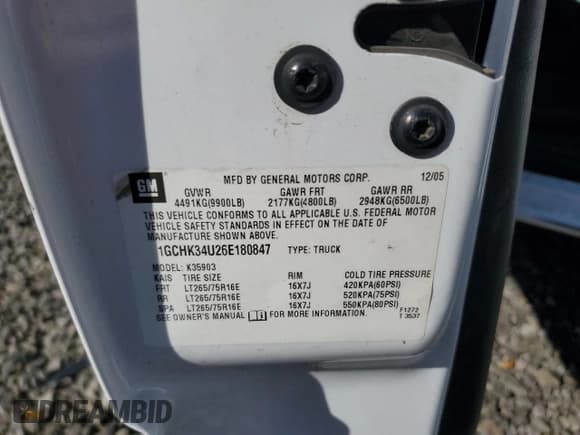 GM MFD BY GENERAL MOTORS CORP. 12/05
GVWR GAWR FRT GAWR RR
4491KG(9900LB) 2177KG(4800LB) 2948KG(6500LB)
THIS VEHICLE CONFORMS TO ALL APPLICABLE U.S. FEDERAL MOTOR
VEHICLE SAFETY STANDARDS IN EFFECT ON THE DATE OF
MANUFACTURE SHOWN ABOVE.
1GCHK34U26E180847 TYPE: TRUCK
MODEL: K35903
KAIS TIRE SIZE RIM COLD TIRE PRESSURE
FRT LT265/75R16E 16X7J 420KPA(60PSI)
RR LT265/75R16E 16X7J 520KPA(75PSI)
SPA LT265/75R16E 16X7J 550KPA(80PSI)
SEE OWNER'S MANUAL FOR MORE INFORMATION. F1272
T 3537
DREAMBID